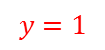 y = 1